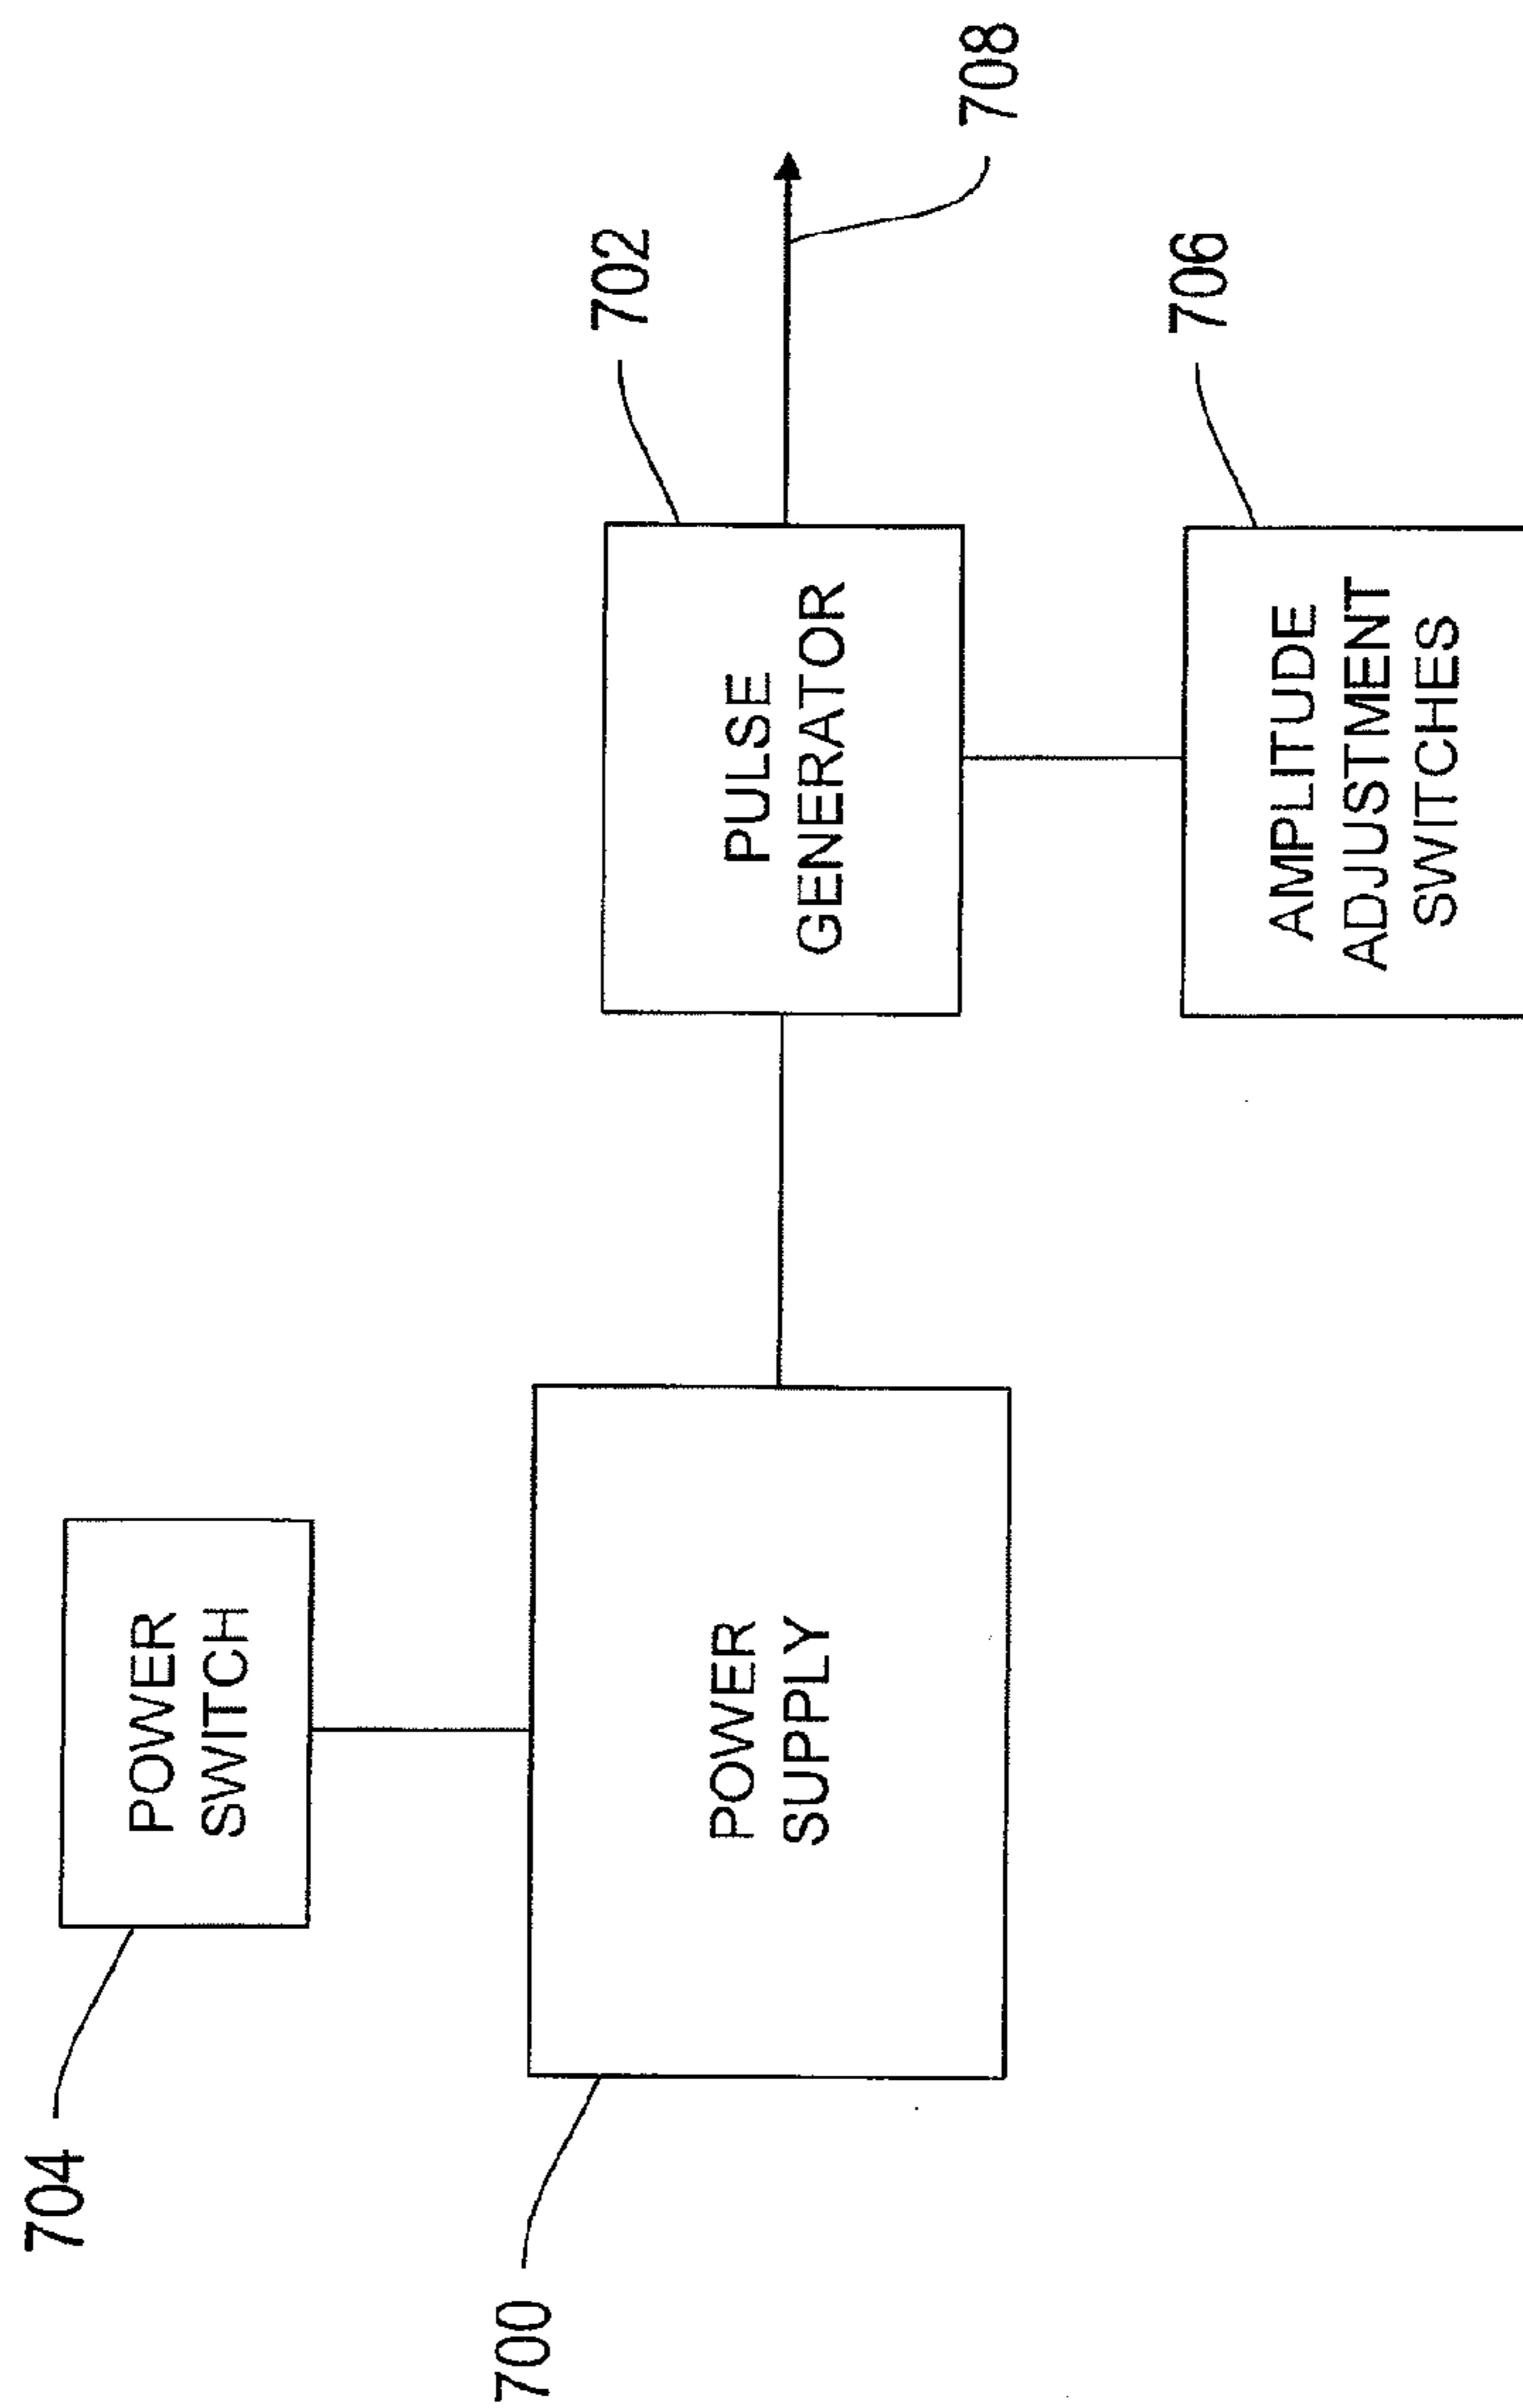 704
POWER
SWITCH
700
POWER
SUPPLY
702
PULSE
GENERATOR
708
706
AMPLITUDE
ADJUSTMENT
SWITCHES